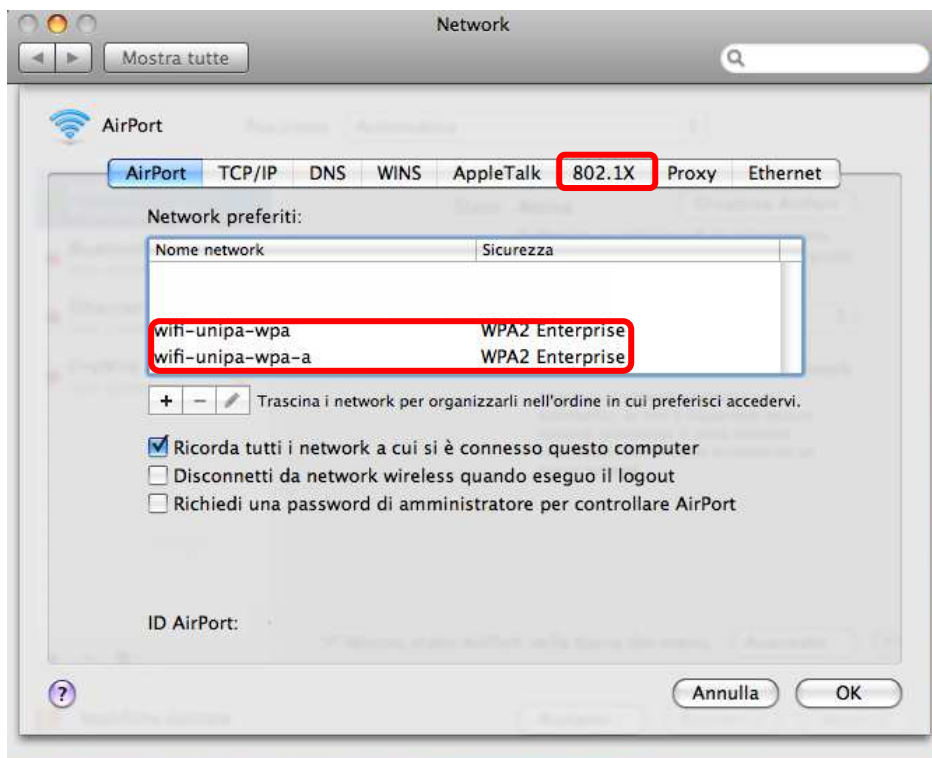 Network
Mostra tutte
AirPort
AirPort TCP/IP DNS WINS AppleTalk 802.1X Proxy Ethernet
Network preferiti:
Nome network Sicurezza
wifi-unipa-wpa WPA2 Enterprise
wifi-unipa-wpa-a WPA2 Enterprise
+ − Trascina i network per organizzarli nell'ordine in cui preferisci accedervi.
Ricorda tutti i network a cui si è connesso questo computer
Disconnetti da network wireless quando eseguo il logout
Richiedi una password di amministratore per controllare AirPort
ID AirPort:
? Annulla OK